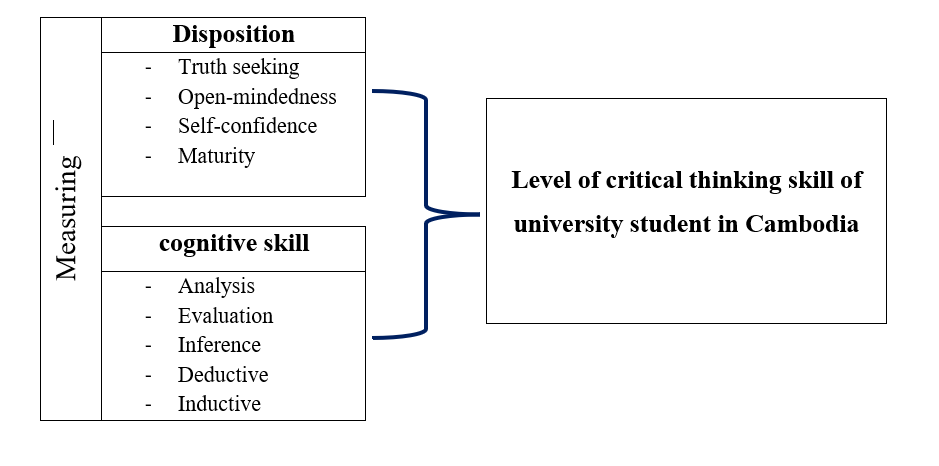 Measuring
Disposition
- Truth seeking
- Open-mindedness
- Self-confidence
- Maturity
cognitive skill
- Analysis
- Evaluation
- Inference
- Deductive
- Inductive
Level of critical thinking skill of
university student in Cambodia